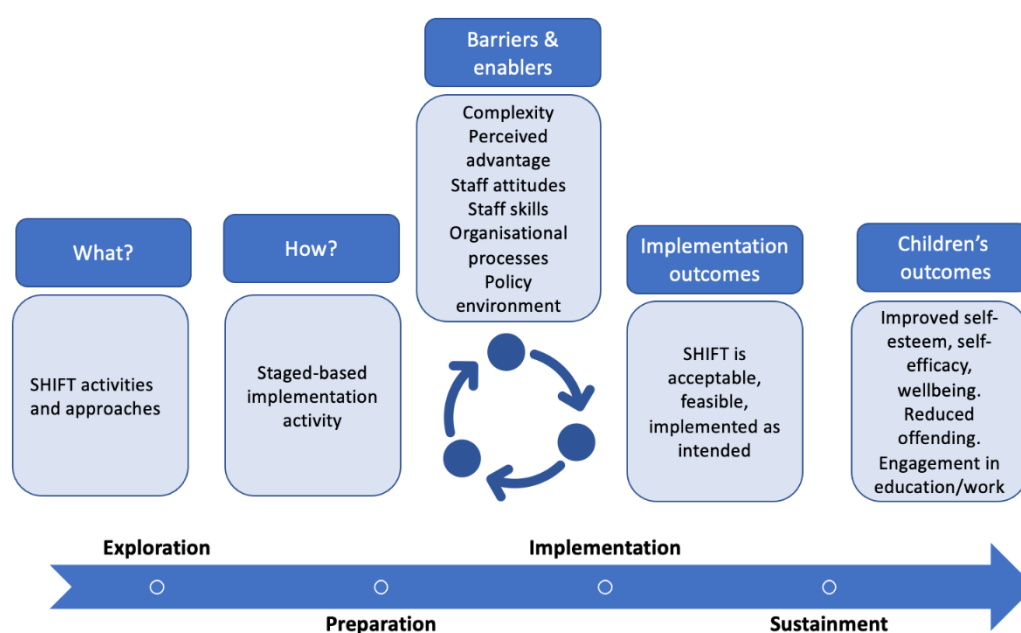 Barriers &
enablers
Complexity
Perceived
advantage
Staff attitudes
Staff skills
Organisational
processes
Policy
environment
What?
SHIFT activities
and approaches
How?
Staged-based
implementation
activity
Implementation
outcomes
SHIFT is
acceptable,
feasible,
implemented as
intended
Children’s
outcomes
Improved self-
esteem, self-
efficacy,
wellbeing.
Reduced
offending.
Engagement in
education/work
Exploration
Implementation
Preparation
Sustainment